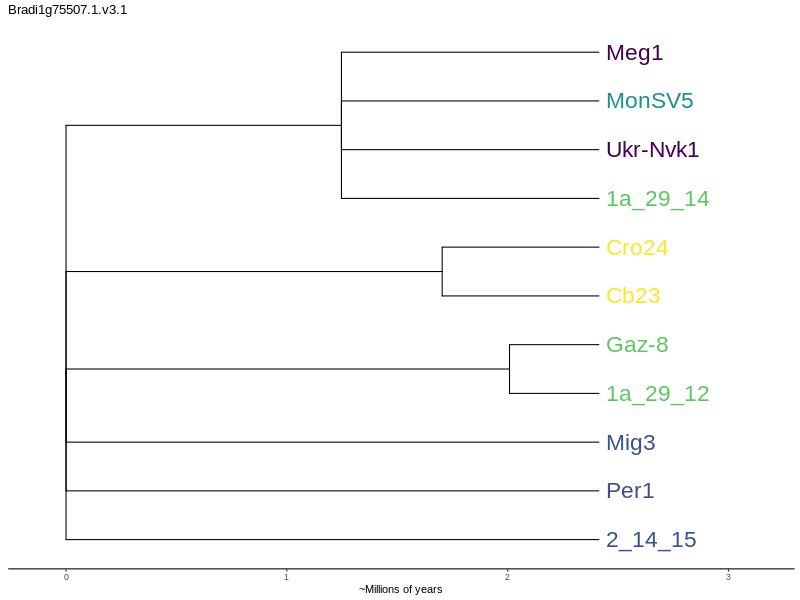 Bradi1g75507.1.v3.1
Meg1
MonSV5
Ukr-Nvk1
1a_29_14
Cro24
Cb23
Gaz-8
1a_29_12
Mig3
Per1
2_14_15
0 1 2 3
~Millions of years